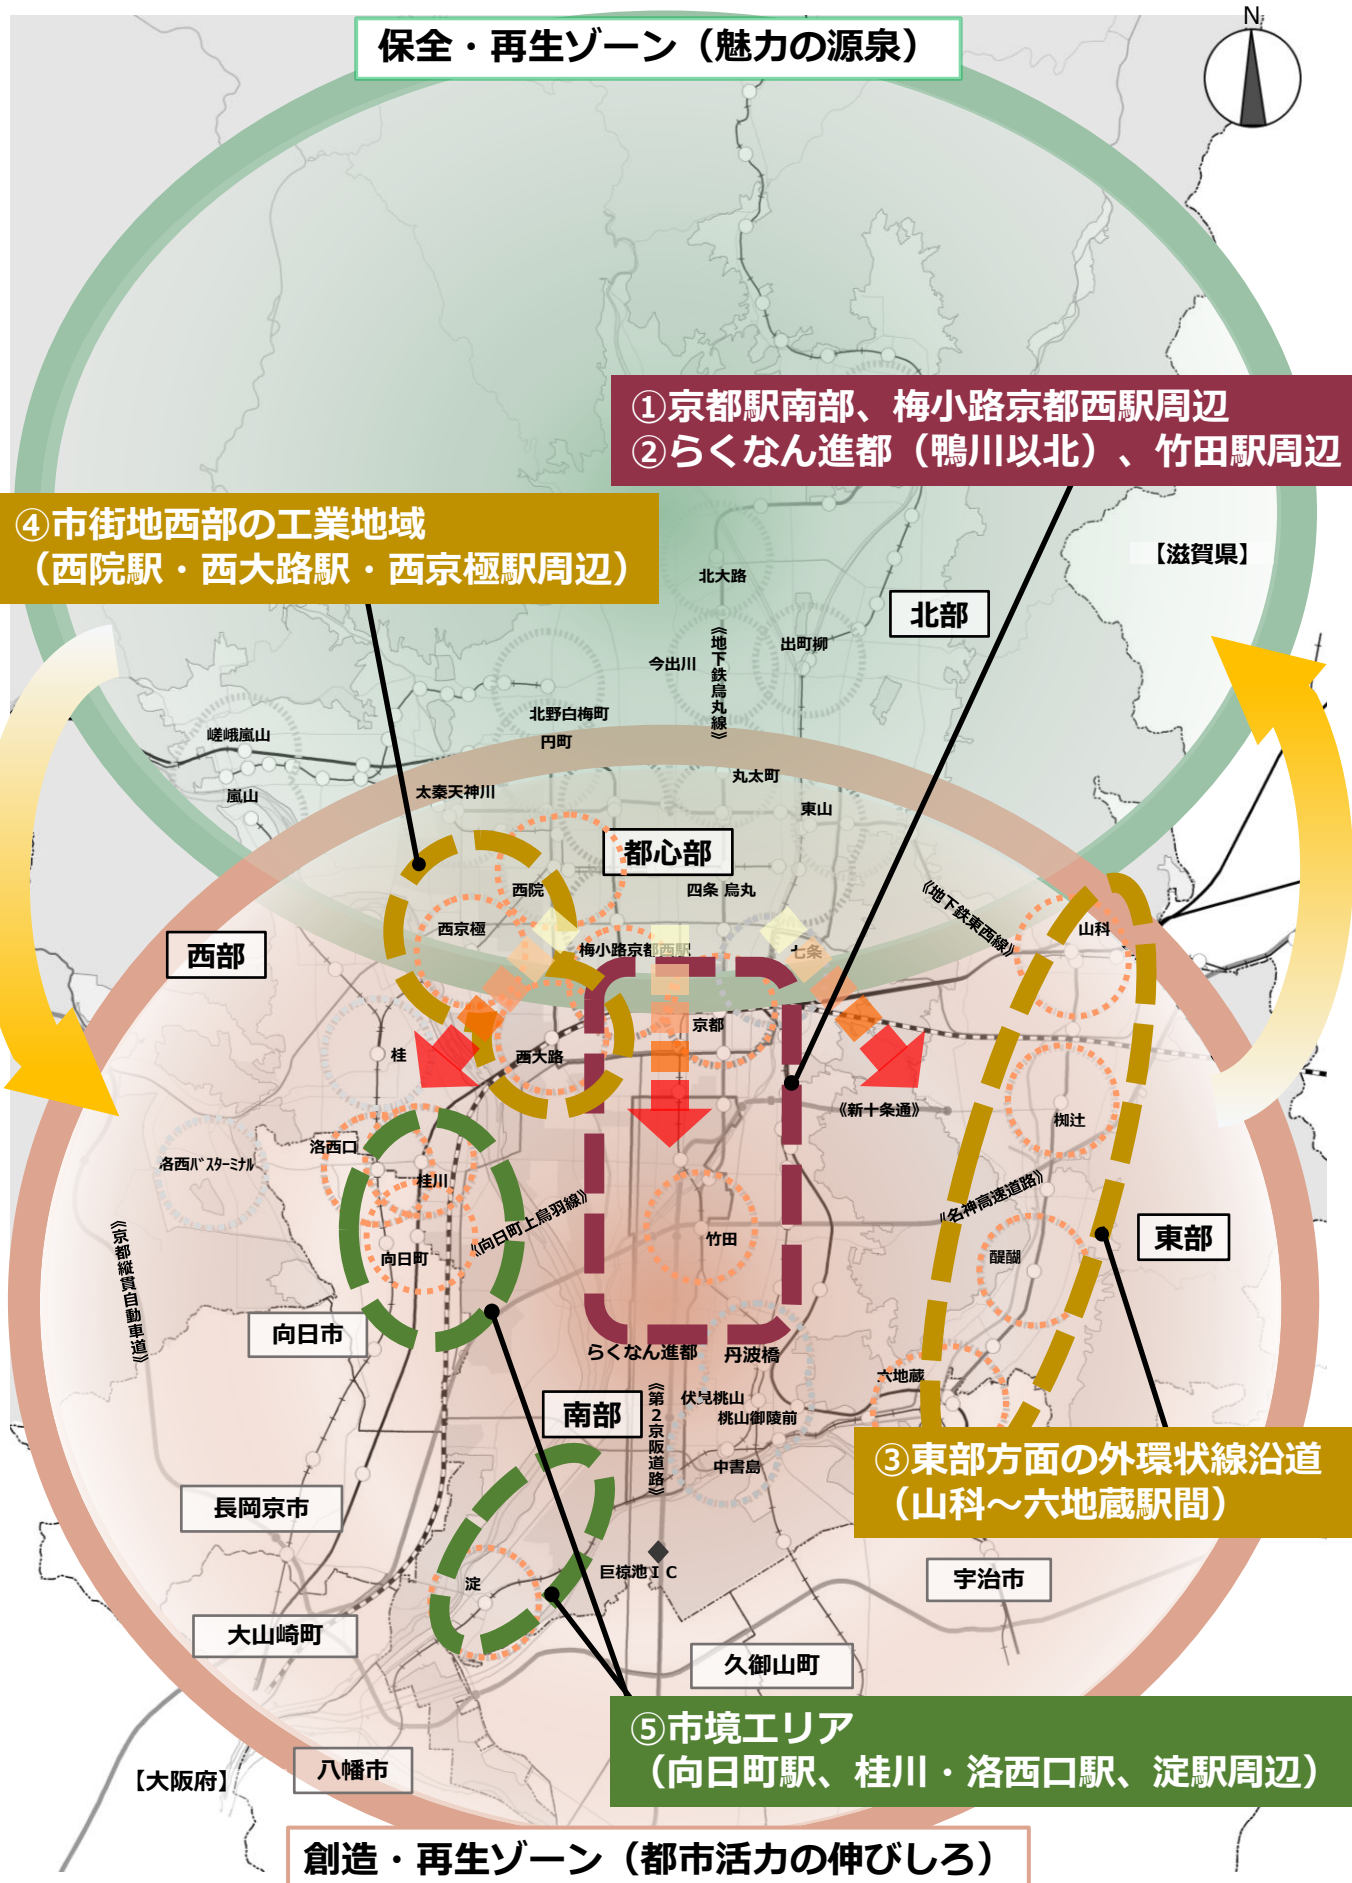 N
保全・再生ゾーン（魅力の源泉）
①京都駅南部、梅小路京都西駅周辺
②らくなん進都（鴨川以北）、竹田駅周辺
④市街地西部の工業地域
（西院駅・西大路駅・西京極駅周辺）
【滋賀県】
北大路
北部
出町柳
今出川
《地下鉄烏丸線》
北野白梅町
円町
嵯峨嵐山
嵐山
太秦天神川
丸太町
東山
都心部
西院
四条 烏丸
《地下鉄東西線》
西京極
山科
西部
梅小路京都西駅
七条
京都
桂
西大路
《新十条通》
椥辻
洛西口
洛西バスターミナル
桂川
《名神高速道路》
《向日町上鳥羽線》
《京都縦貫自動車道》
向日町
竹田
東部
醍醐
向日市
らくなん進都
丹波橋
六地蔵
伏見桃山
桃山御陵前
南部
《第2京阪道路》
中書島
③東部方面の外環状線沿道
（山科～六地蔵駅間）
長岡京市
巨椋池ＩＣ
淀
宇治市
大山崎町
久御山町
⑤市境エリア
（向日町駅、桂川・洛西口駅、淀駅周辺）
【大阪府】
八幡市
創造・再生ゾーン（都市活力の伸びしろ）